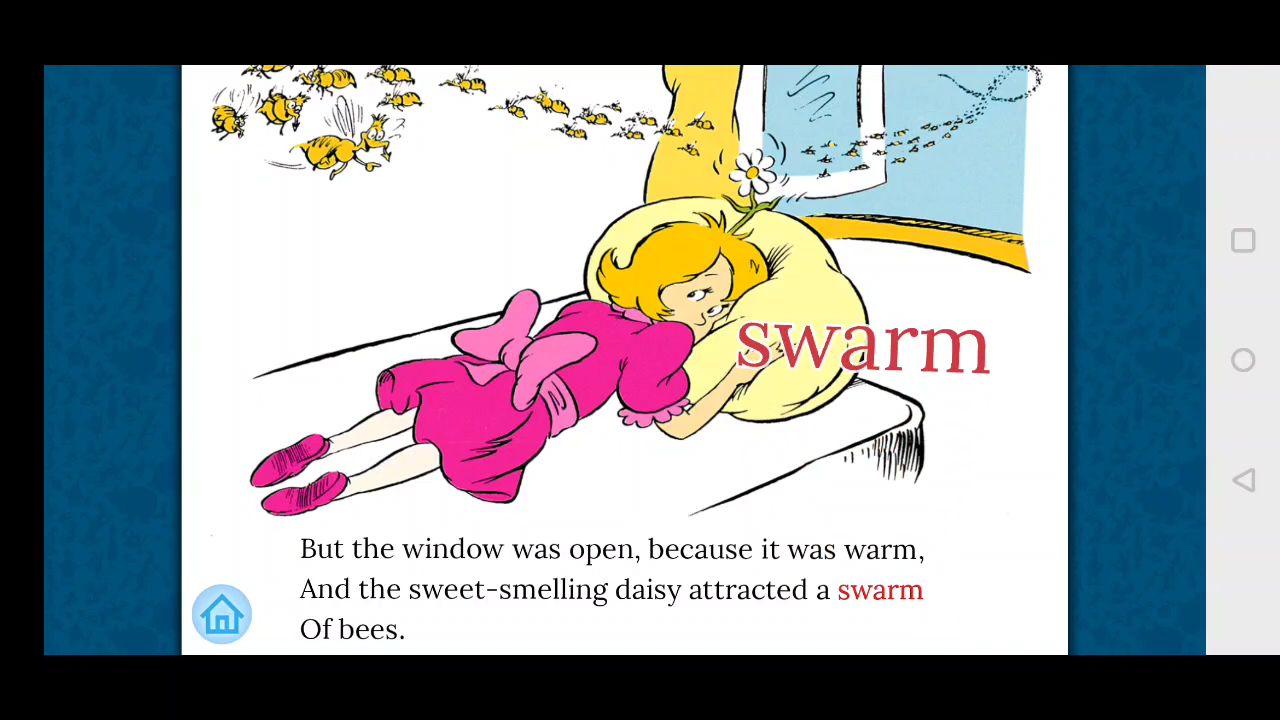 swarm
But the window was open, because it was warm,
And the sweet-smelling daisy attracted a swarm
Of bees.